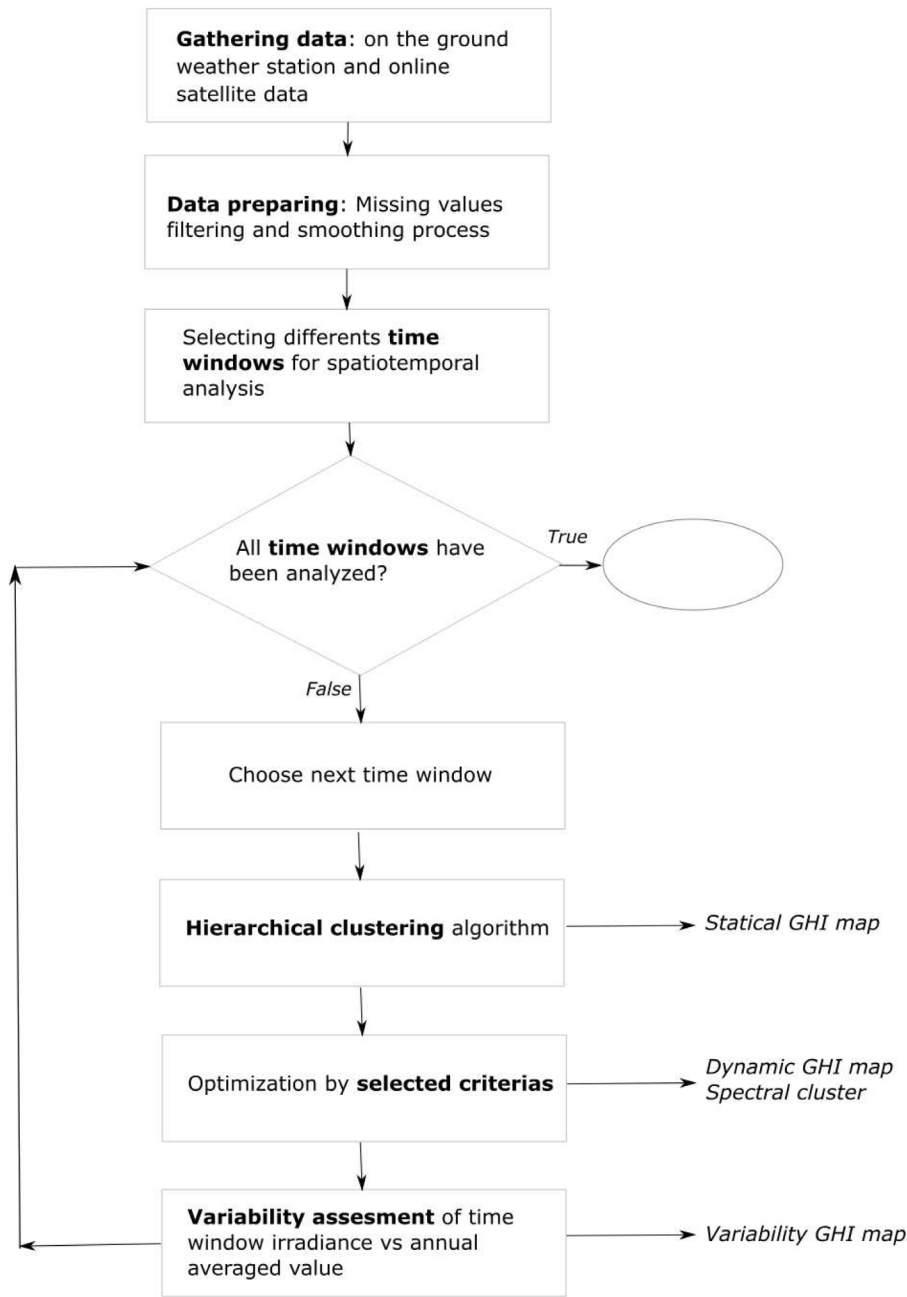 Gathering data: on the ground
weather station and online
satellite data
Data preparing: Missing values
filtering and smoothing process
Selecting differents time
windows for spatiotemporal
analysis
All time windows have
been analyzed?
True
False
Choose next time window
Hierarchical clustering algorithm
Statical GHI map
Optimization by selected criterias
Dynamic GHI map
Spectral cluster
Variability assesment of time
window irradiance vs annual
averaged value
Variability GHI map